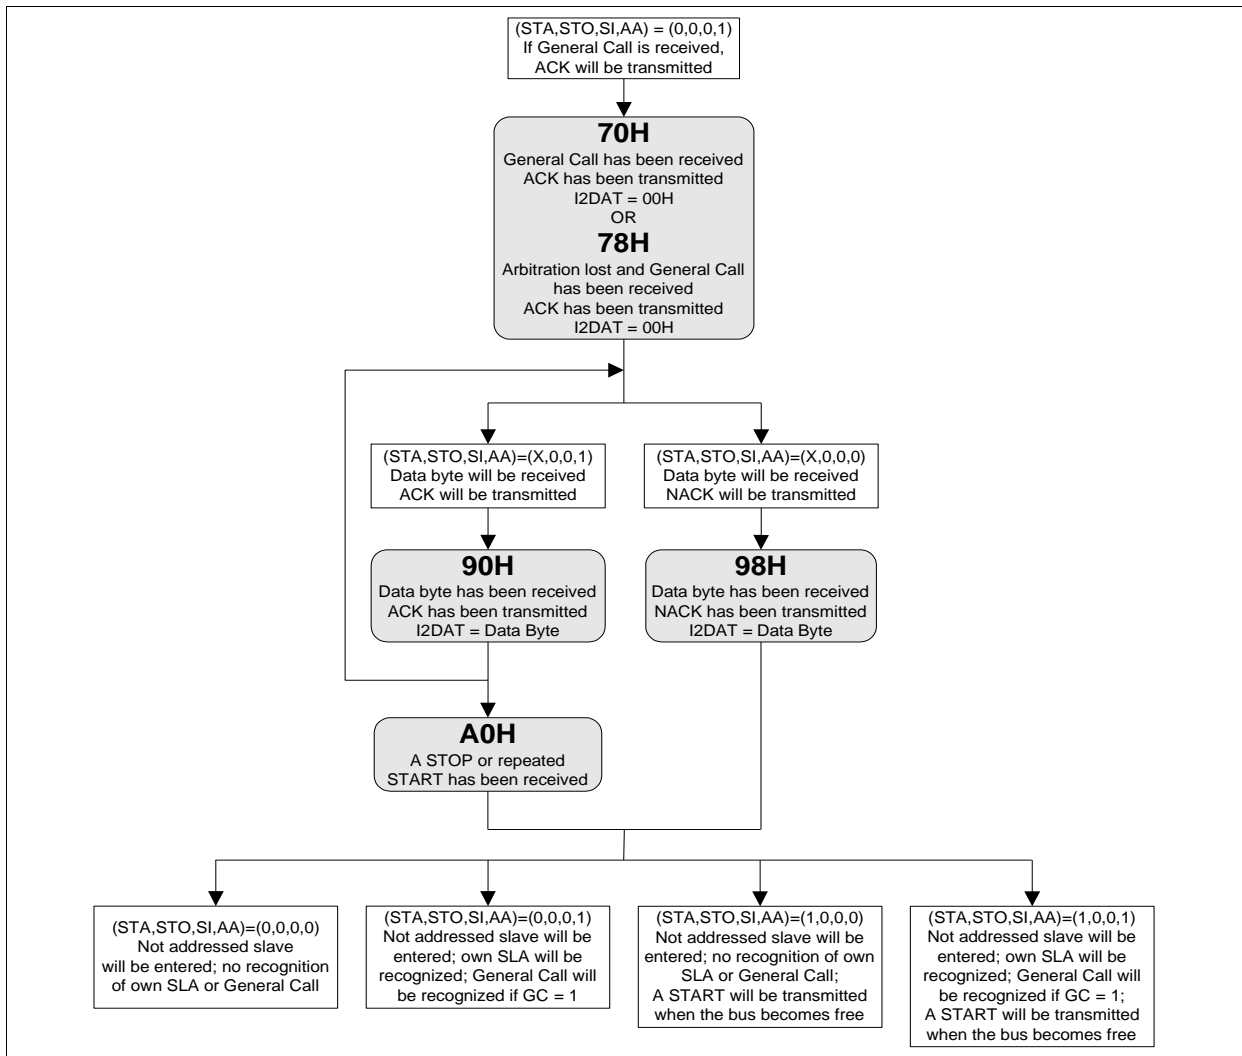 (STA,STO,SI,AA) = (0,0,0,1)
If General Call is received,
ACK will be transmitted
70H
General Call has been received
ACK has been transmitted
I2DAT = 00H
OR
78H
Arbitration lost and General Call
has been received
ACK has been transmitted
I2DAT = 00H
(STA,STO,SI,AA)=(X,0,0,1)
Data byte will be received
ACK will be transmitted
(STA,STO,SI,AA)=(X,0,0,0)
Data byte will be received
NACK will be transmitted
90H
Data byte has been received
ACK has been transmitted
I2DAT = Data Byte
98H
Data byte has been received
NACK has been transmitted
I2DAT = Data Byte
A0H
A STOP or repeated
START has been received
(STA,STO,SI,AA)=(0,0,0,0)
Not addressed slave
will be entered; no recognition
of own SLA or General Call
(STA,STO,SI,AA)=(0,0,0,1)
Not addressed slave will be
entered; own SLA will be
recognized; General Call will
be recognized if GC = 1
(STA,STO,SI,AA)=(1,0,0,0)
Not addressed slave will be
entered; no recognition of own
SLA or General Call;
A START will be transmitted
when the bus becomes free
(STA,STO,SI,AA)=(1,0,0,1)
Not addressed slave will be
entered; own SLA will be
recognized; General Call will
be recognized if GC = 1;
A START will be transmitted
when the bus becomes free